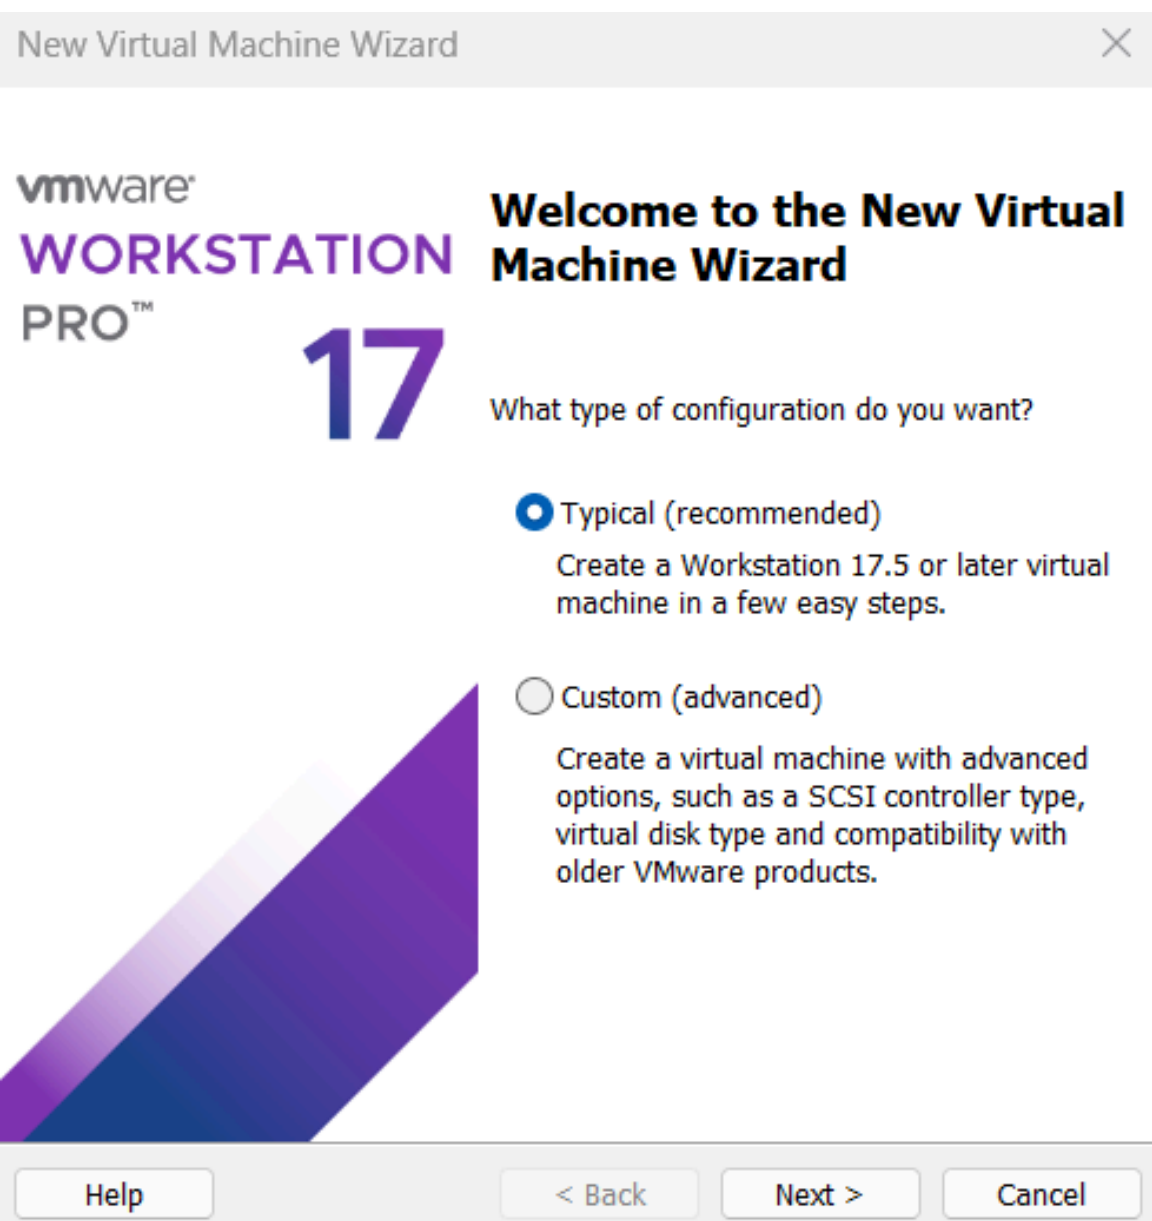 New Virtual Machine Wizard
vmware
WORKSTATION
PRO™
17
Welcome to the New Virtual
Machine Wizard
What type of configuration do you want?
Typical (recommended)
Create a Workstation 17.5 or later virtual
machine in a few easy steps.
Custom (advanced)
Create a virtual machine with advanced
options, such as a SCSI controller type,
virtual disk type and compatibility with
older VMware products.
Help
< Back
Next >
Cancel